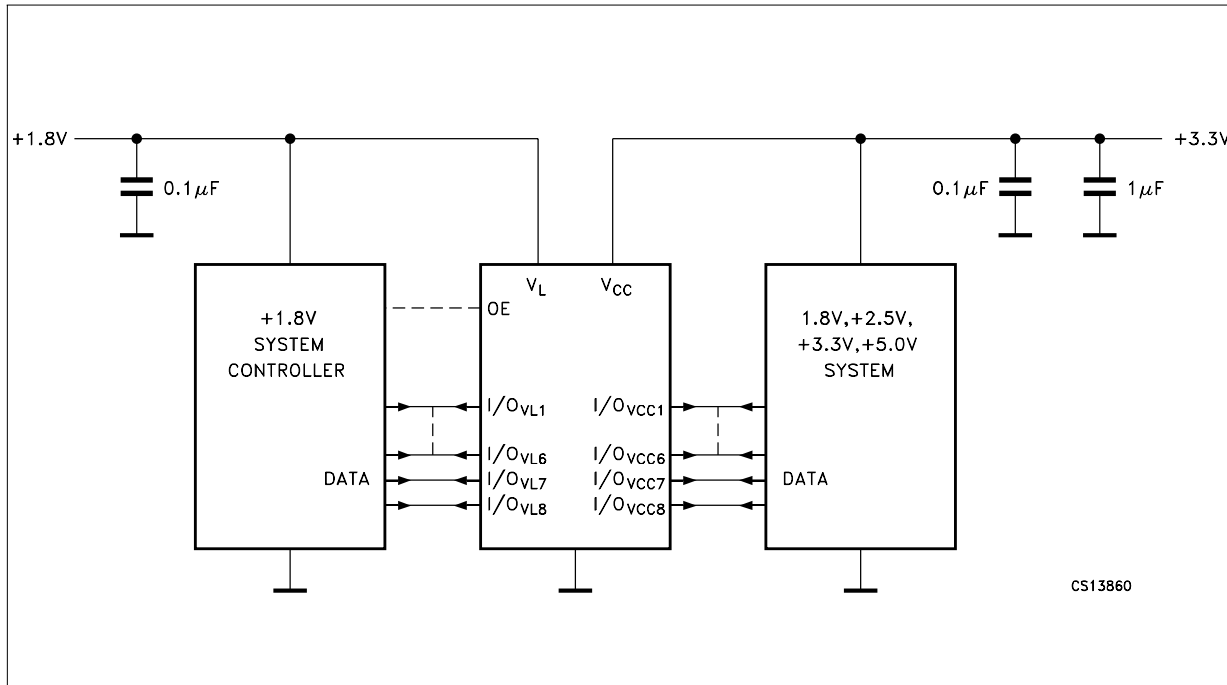 +1.8V
+3.3V
0.1μF
0.1μF
1μF
V_L
V_CC
OE
+1.8V
SYSTEM
CONTROLLER
1.8V,+2.5V,
+3.3V,+5.0V
SYSTEM
I/O_VL1
I/O_VCC1
I/O_VL6
I/O_VCC6
DATA
I/O_VL7
I/O_VCC7
DATA
I/O_VL8
I/O_VCC8
CS13860